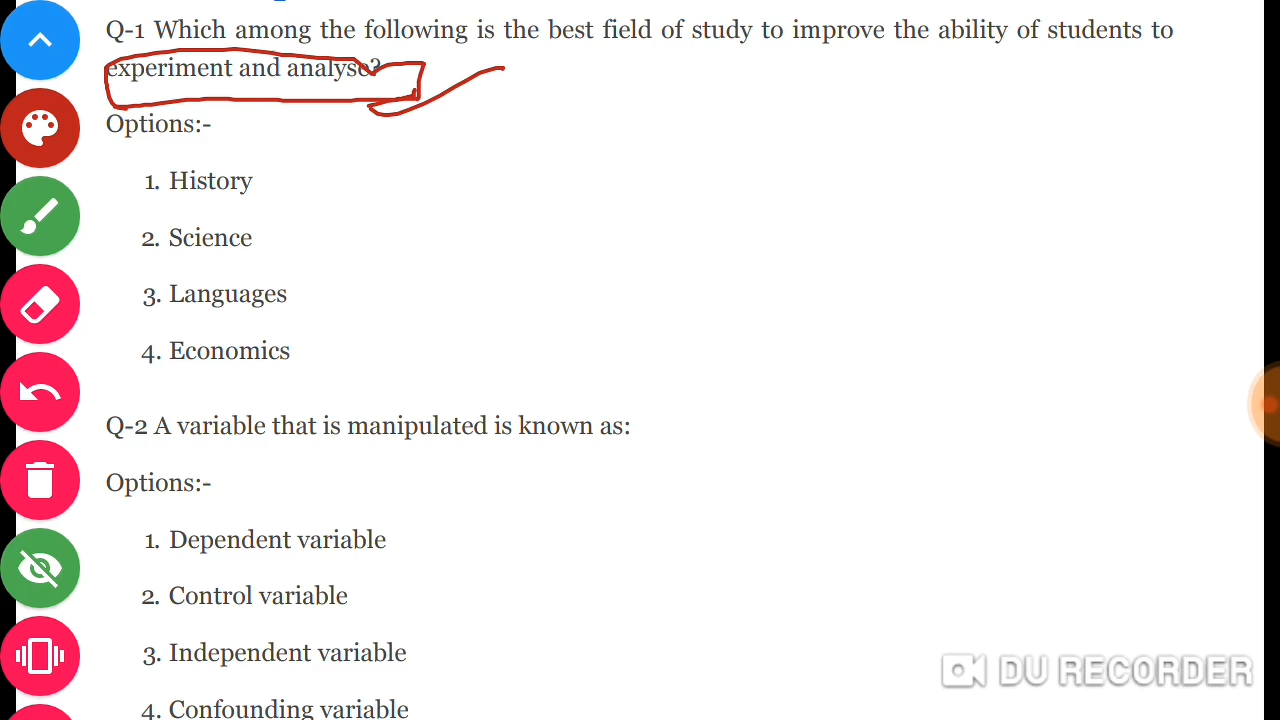 Q-1 Which among the following is the best field of study to improve the ability of students to
experiment and analyse?
Options:-
1. History
2. Science
3. Languages
4. Economics
Q-2 A variable that is manipulated is known as:
Options:-
1. Dependent variable
2. Control variable
3. Independent variable
4. Confounding variable
DU RECORDER